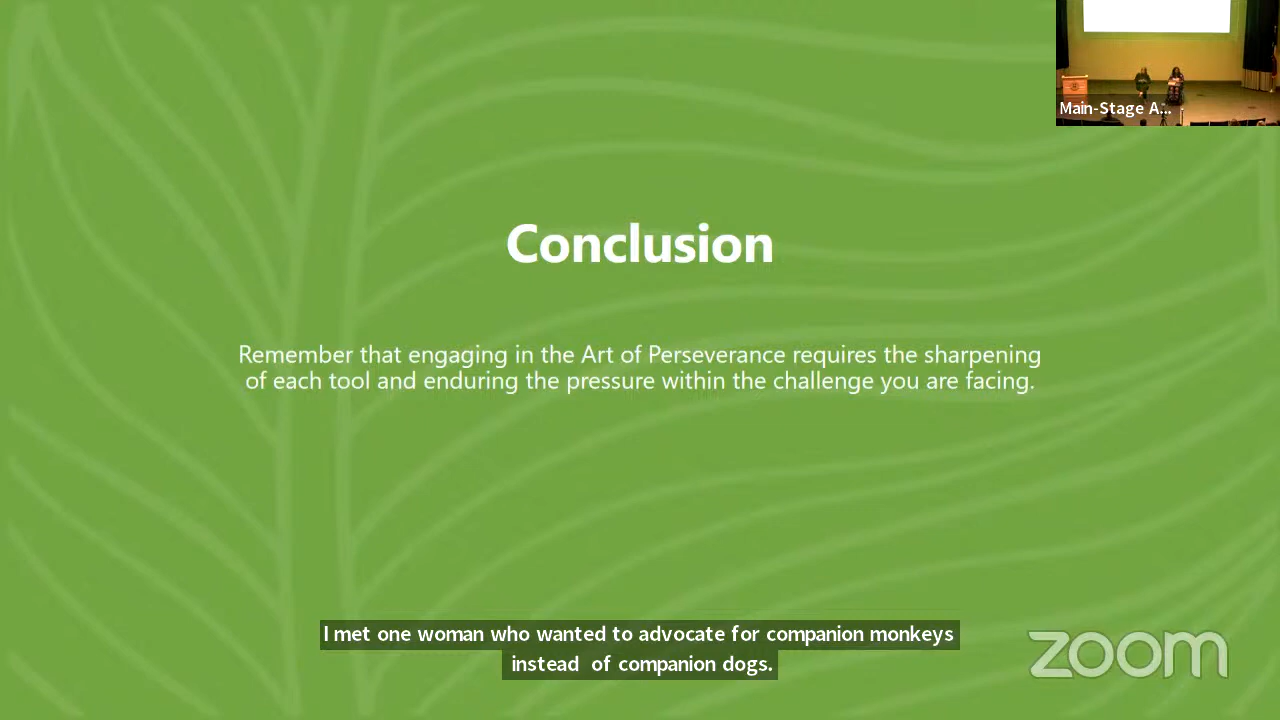 Main-Stage A...
Conclusion
Remember that engaging in the Art of Perseverance requires the sharpening
of each tool and enduring the pressure within the challenge you are facing.
I met one woman who wanted to advocate for companion monkeys
instead of companion dogs.
zoom